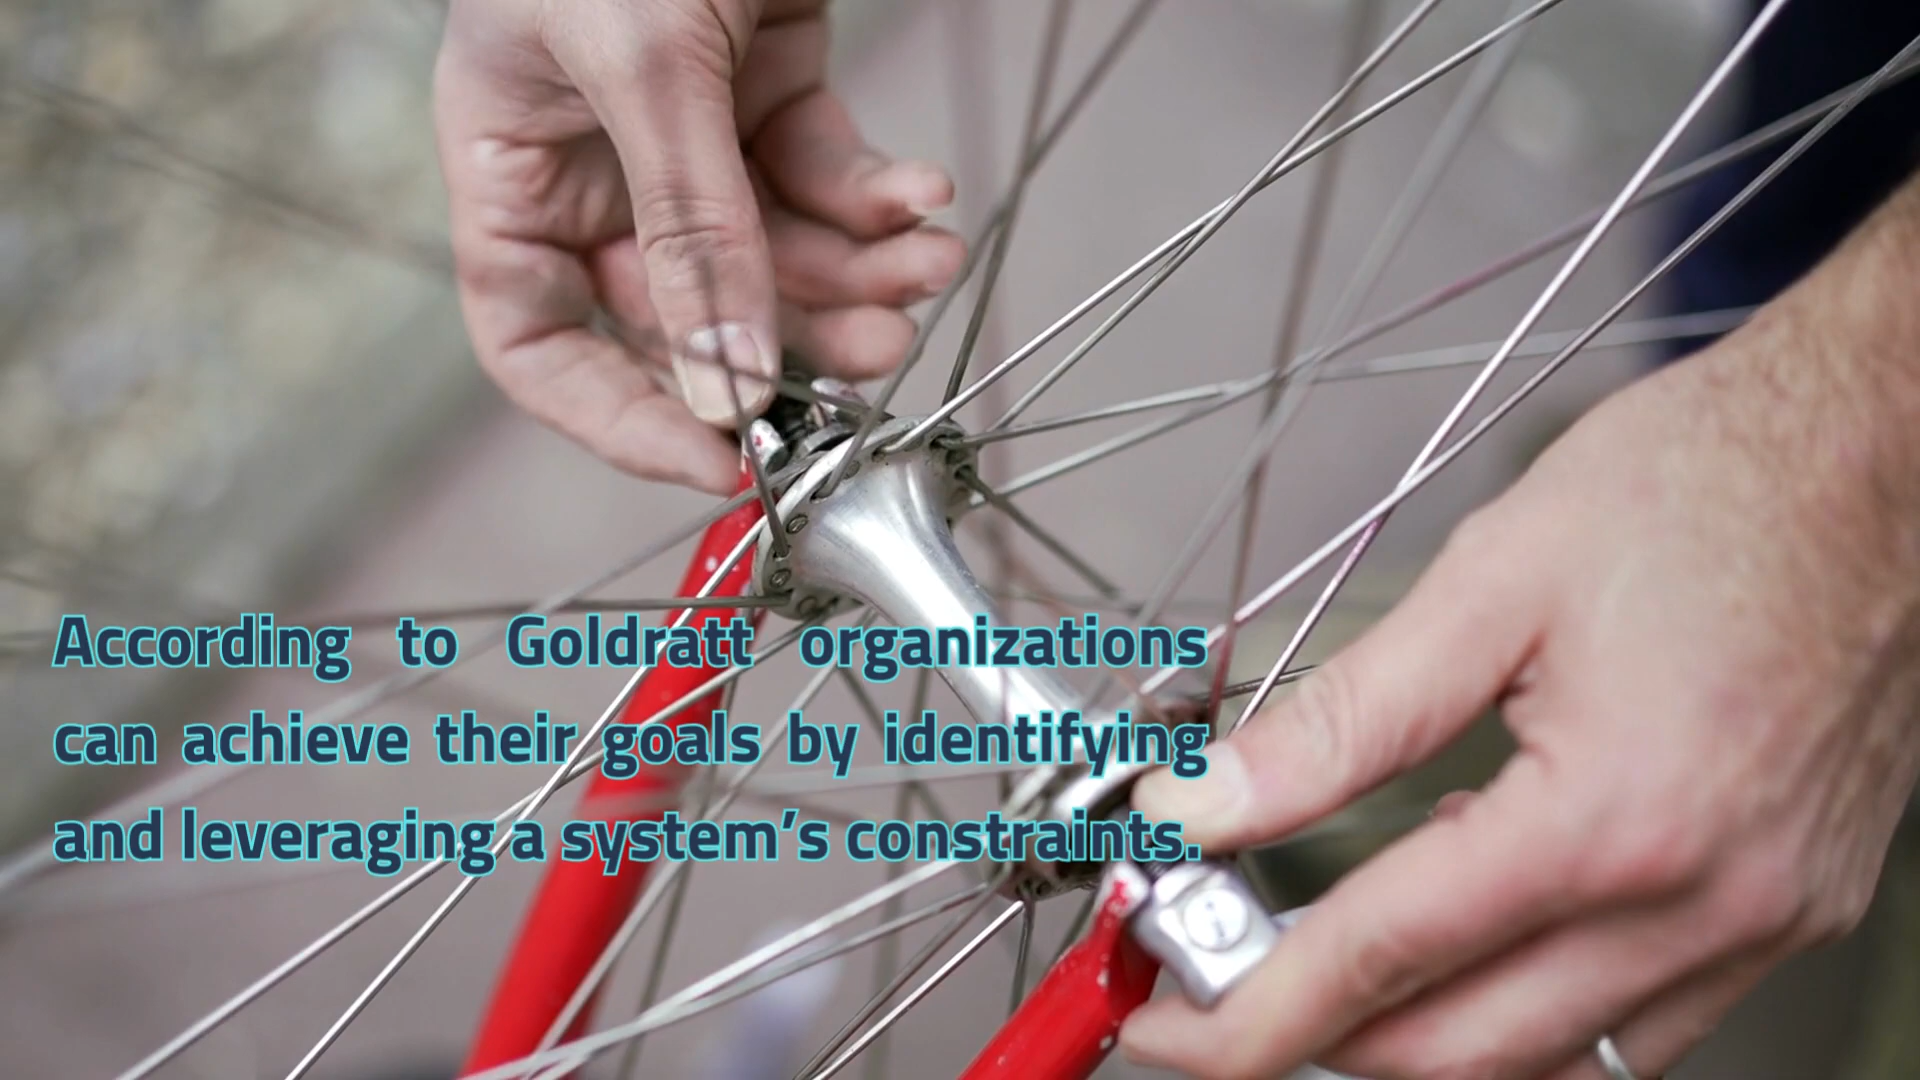 According to Goldratt organizations
can achieve their goals by identifying
and leveraging a system’s constraints.